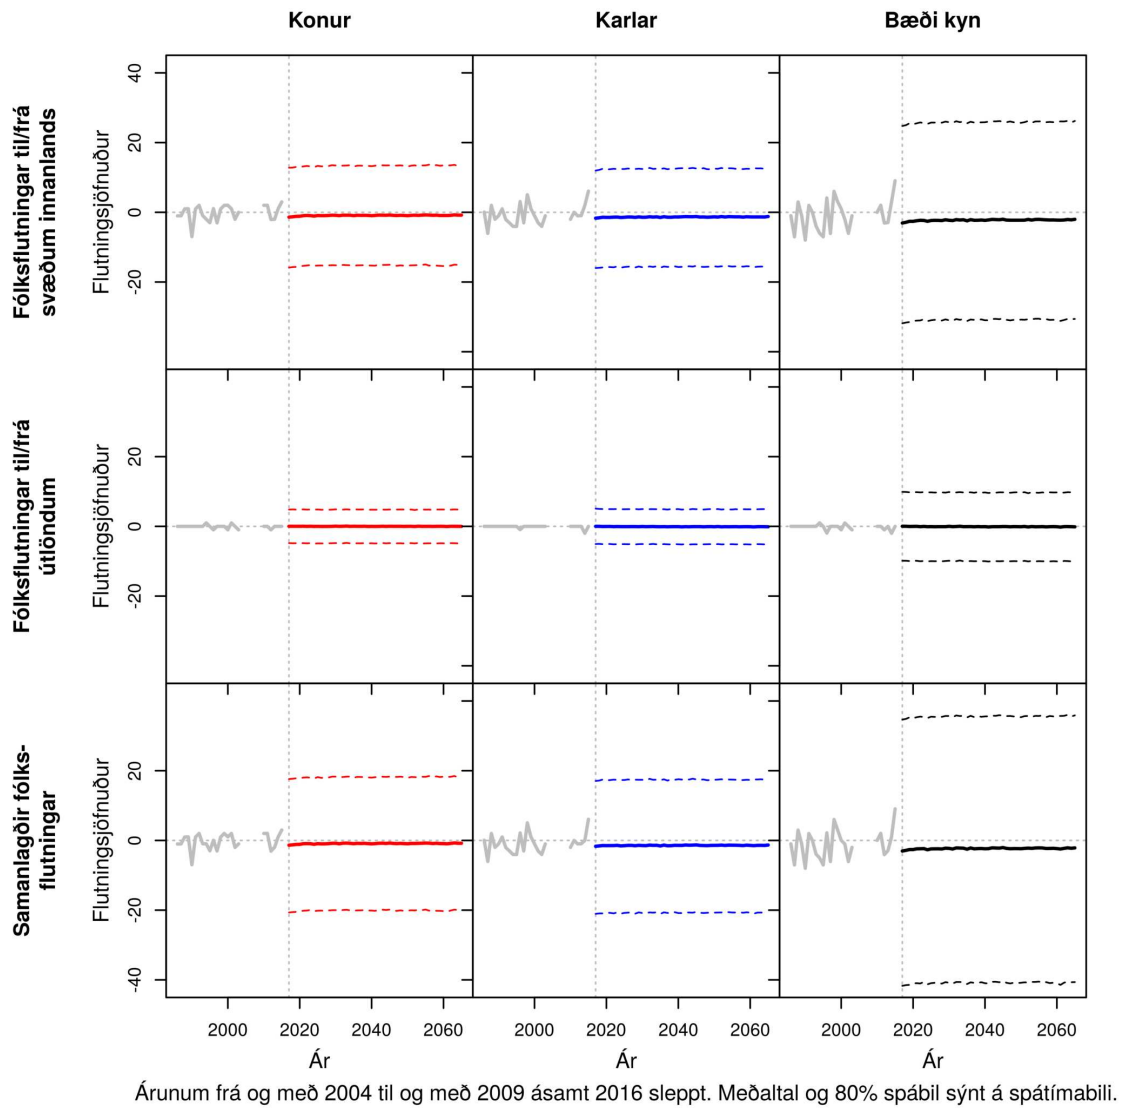 Konur
Karlar
Bæði kyn
Fólksflutningar til/frá
svæðum innanlands
Flutningsjöfnuður
40
20
0
-20
Fólksflutningar til/frá
útlöndum
Flutningsjöfnuður
20
0
-20
Samanlagðir fólks-
flutningar
Flutningsjöfnuður
20
0
-20
-40
2000 2020 2040 2060
2000 2020 2040 2060
2000 2020 2040 2060
Ár
Ár
Ár
Árunum frá og með 2004 til og með 2009 ásamt 2016 sleppt. Meðaltal og 80% spábil sýnt á spátímabili.